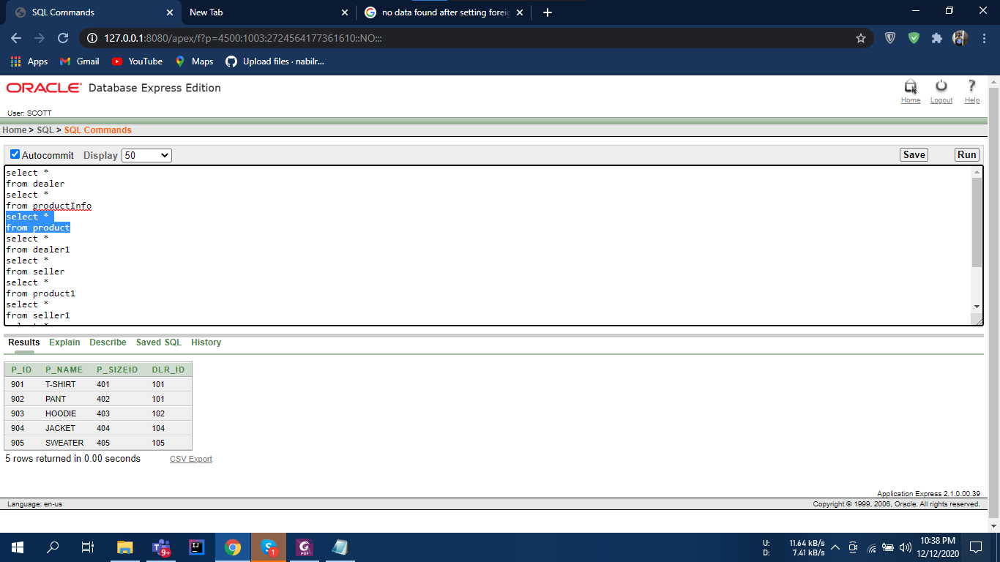 SQL Commands
New Tab
no data found after setting foreig
127.0.0.1:8080/apex/f?p=4500:1003:2724564177361610::NO:::
Apps
Gmail
YouTube
Maps
Upload files · nabilr...
ORACLE Database Express Edition
Home
Logout
Help
User: SCOTT
Home > SQL > SQL Commands
Autocommit Display 50
Save
Run
select *
from dealer
select *
from productInfo
select *
from product
select *
from dealer1
select *
from seller
select *
from product1
select *
from seller1
Results Explain Describe Saved SQL History
P_ID P_NAME P_SIZEID DLR_ID
901 T-SHIRT 401 101
902 PANT 402 101
903 HOODIE 403 102
904 JACKET 404 104
905 SWEATER 405 105
5 rows returned in 0.00 seconds
CSV Export
Application Express 2.1.0.00.39
Language: en-us
Copyright © 1999, 2006, Oracle. All rights reserved.
9+
IJ
S
1
G
PDF
U: 11.64 kB/s
D: 7.41 kB/s
10:38 PM
12/12/2020